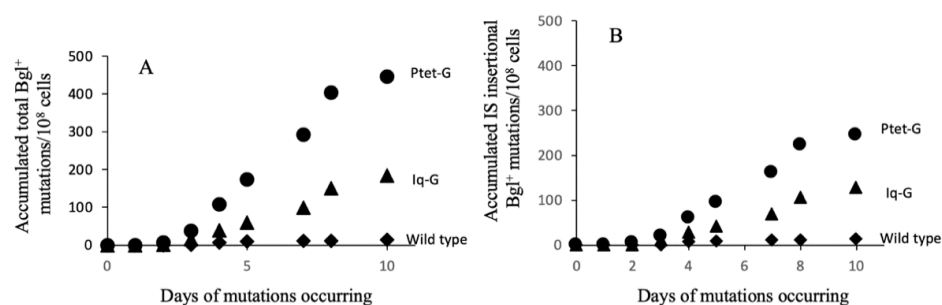 A
Accumulated total Bgl⁺
mutations/10⁸ cells
500
400
300
200
100
0
0
5
10
Ptet-G
Iq-G
Wild type
Days of mutations occurring
B
Accumulated IS insertional
Bgl⁺ mutations/10⁸ cells
500
400
300
200
100
0
0
2
4
6
8
10
Ptet-G
Iq-G
Wild type
Days of mutations occurring